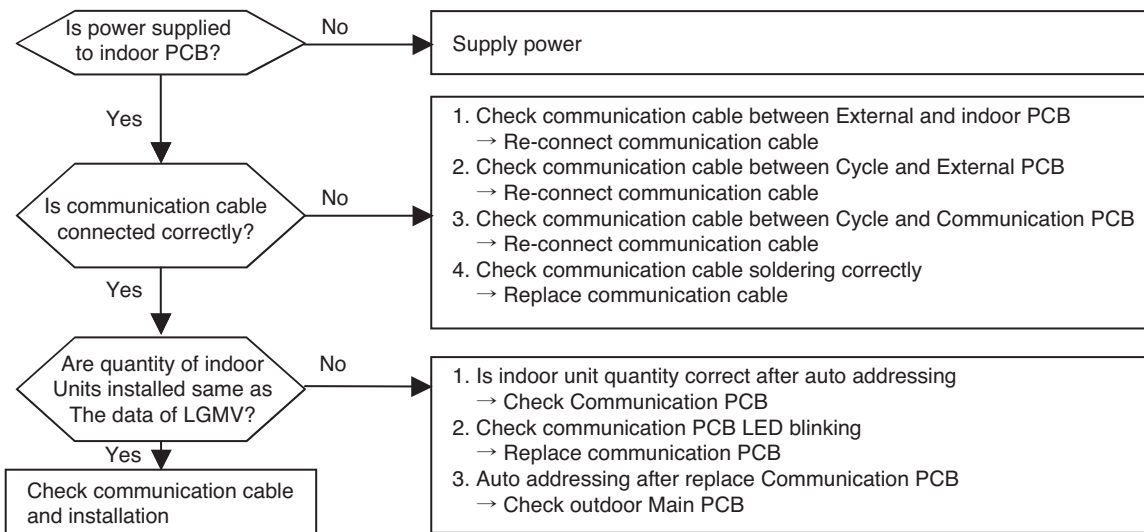 Is power supplied
to indoor PCB?
No
Supply power
Yes
Is communication cable
connected correctly?
No
1. Check communication cable between External and indoor PCB
→ Re-connect communication cable
2. Check communication cable between Cycle and External PCB
→ Re-connect communication cable
3. Check communication cable between Cycle and Communication PCB
→ Re-connect communication cable
4. Check communication cable soldering correctly
→ Replace communication cable
Yes
Are quantity of indoor
Units installed same as
The data of LGMV?
No
1. Is indoor unit quantity correct after auto addressing
→ Check Communication PCB
2. Check communication PCB LED blinking
→ Replace communication PCB
3. Auto addressing after replace Communication PCB
→ Check outdoor Main PCB
Yes
Check communication cable
and installation